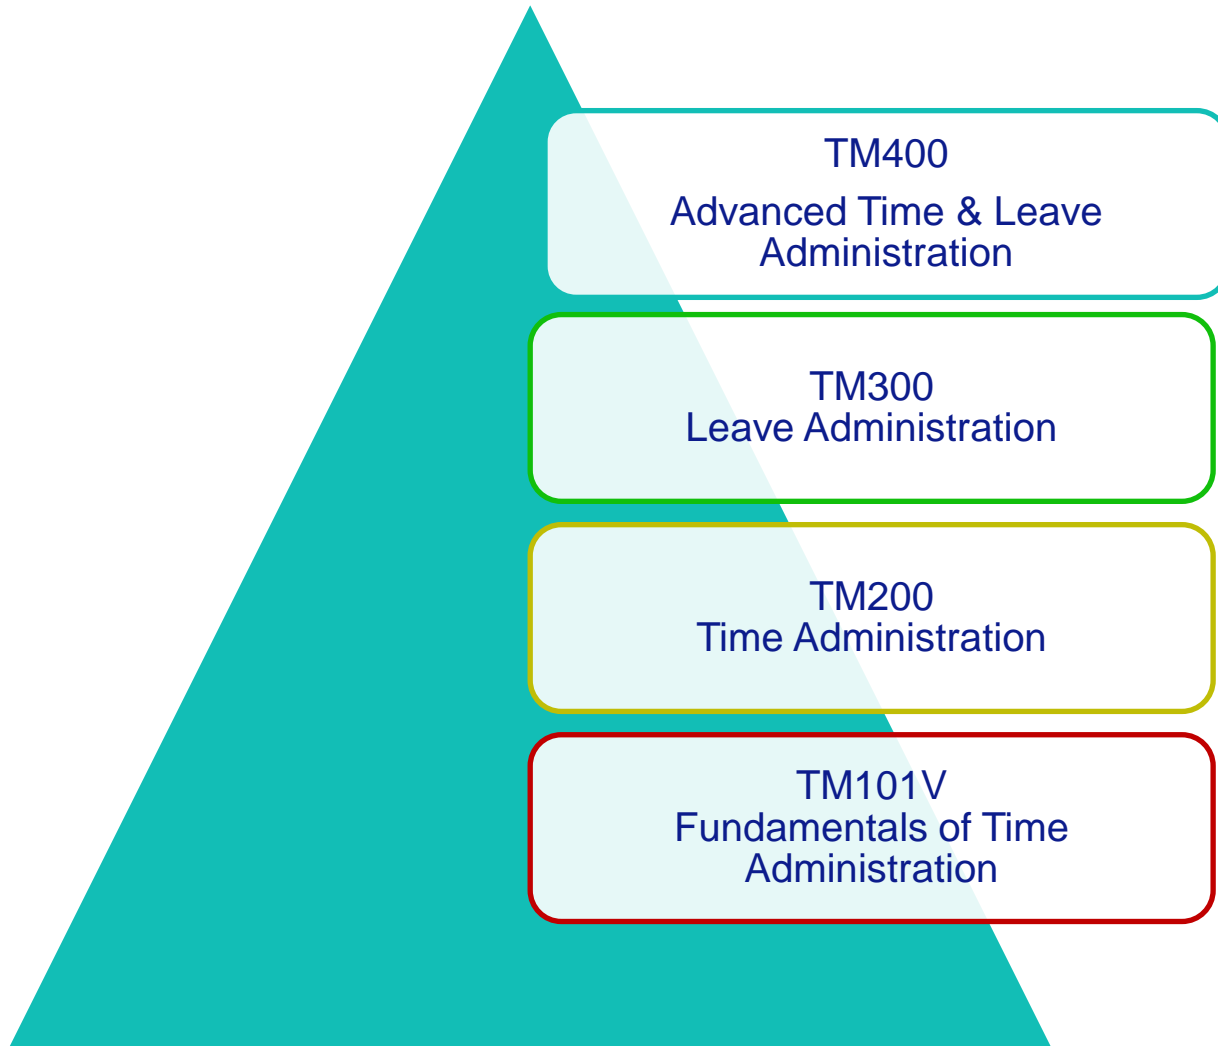 TM400
Advanced Time & Leave
Administration
TM300
Leave Administration
TM200
Time Administration
TM101V
Fundamentals of Time
Administration